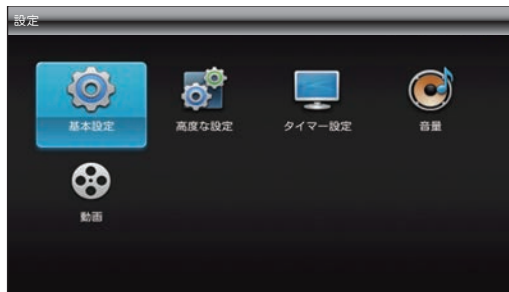 設定
基本設定
高度な設定
タイマー設定
音量
動画